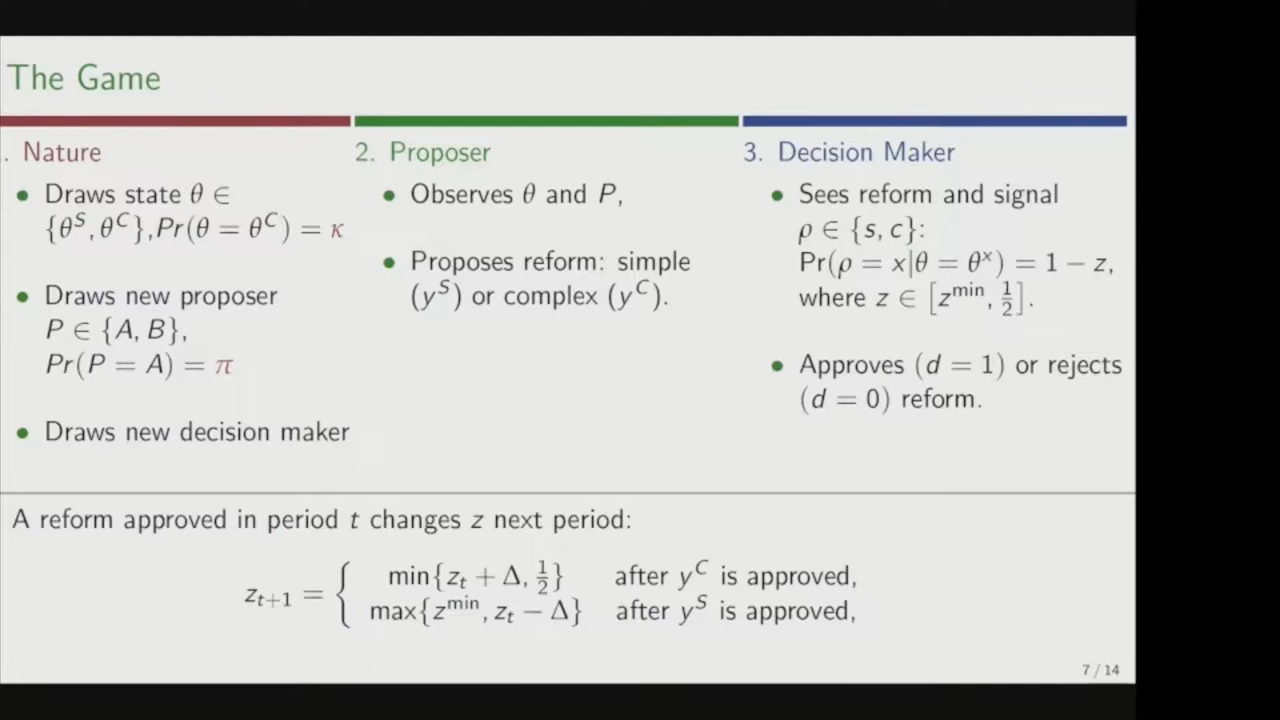 The Game
. Nature
• Draws state θ ∈
{θ^S, θ^C}, Pr(θ = θ^C) = κ
• Draws new proposer
P ∈ {A, B},
Pr(P = A) = π
• Draws new decision maker
2. Proposer
• Observes θ and P,
• Proposes reform: simple
(y^S) or complex (y^C).
3. Decision Maker
• Sees reform and signal
ρ ∈ {s, c}:
Pr(ρ = x|θ = θ^x) = 1 − z,
where z ∈ [z^min, 1/2].
• Approves (d = 1) or rejects
(d = 0) reform.
A reform approved in period t changes z next period:
z_{t+1} = { min{z_t + Δ, 1/2} after y^C is approved,
max{z^min, z_t − Δ} after y^S is approved,
7 / 14